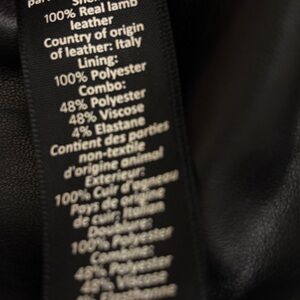 100% Real lamb
leather
Country of origin
of leather: Italy
Lining:
100% Polyester
Combo:
48% Polyester
48% Viscose
4% Elastane
Contient des parties
non-textile
d'origine animal
Exterieur:
100% Cuir d'agneau
Pays de origine
de cuir: Italian
Doublure:
100% Polyester
Combine:
48% Polyester
48% Viscose